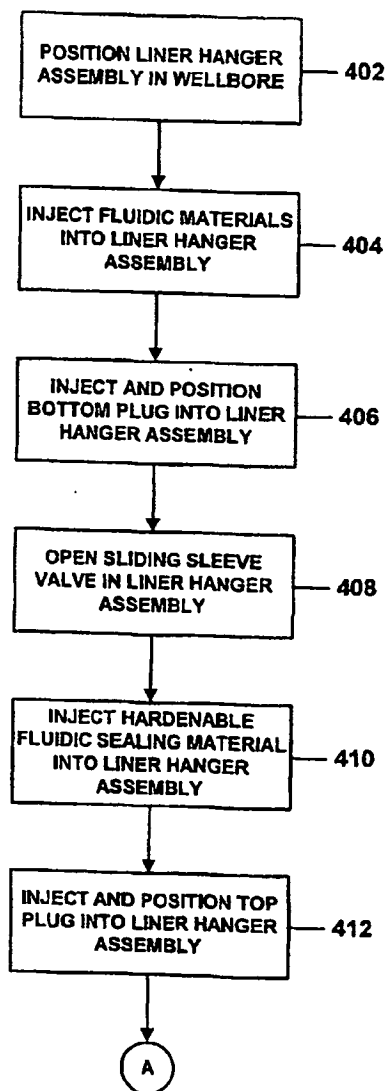 POSITION LINER HANGER
ASSEMBLY IN WELLBORE
402
INJECT FLUIDIC MATERIALS
INTO LINER HANGER
ASSEMBLY
404
INJECT AND POSITION
BOTTOM PLUG INTO LINER
HANGER ASSEMBLY
406
OPEN SLIDING SLEEVE
VALVE IN LINER HANGER
ASSEMBLY
408
INJECT HARDENABLE
FLUIDIC SEALING MATERIAL
INTO LINER HANGER
ASSEMBLY
410
INJECT AND POSITION TOP
PLUG INTO LINER HANGER
ASSEMBLY
412
A